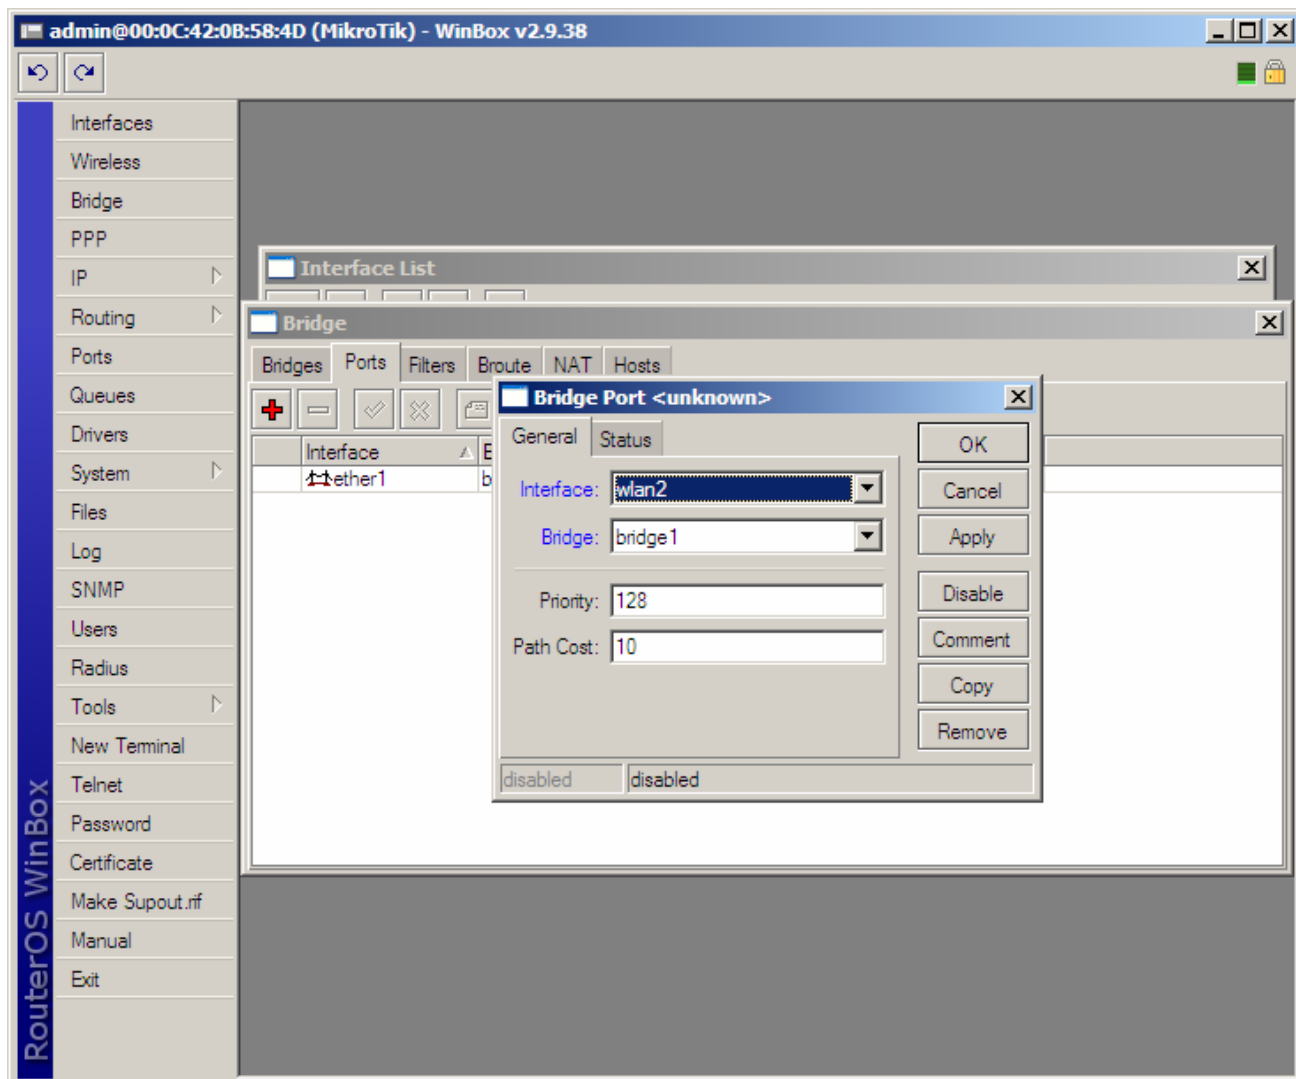 admin@00:0C:42:0B:58:4D (MikroTik) - WinBox v2.9.38
Interfaces
Wireless
Bridge
PPP
IP
Routing
Ports
Queues
Drivers
System
Files
Log
SNMP
Users
Radius
Tools
New Terminal
Telnet
Password
Certificate
Make Supout.rif
Manual
Exit
RouterOS WinBox
Interface List
Bridge
Bridges Ports Filters Broute NAT Hosts
Interface
ether1
Bridge Port <unknown>
General Status
Interface: wlan2
Bridge: bridge1
Priority: 128
Path Cost: 10
OK
Cancel
Apply
Disable
Comment
Copy
Remove
disabled disabled